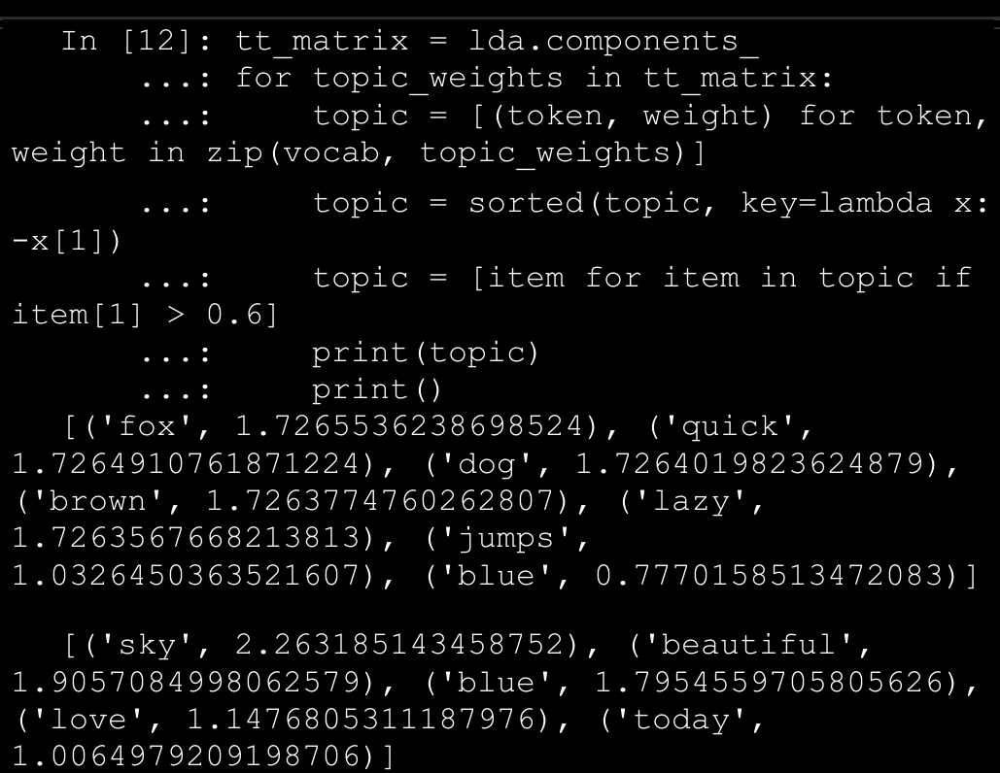 In [12]: tt_matrix = lda.components_
...: for topic_weights in tt_matrix:
...:     topic = [(token, weight) for token,
weight in zip(vocab, topic_weights)]
...:     topic = sorted(topic, key=lambda x:
-x[1])
...:     topic = [item for item in topic if
item[1] > 0.6]
...:     print(topic)
...:     print()
[('fox', 1.7265536238698524), ('quick',
1.7264910761871224), ('dog', 1.7264019823624879),
('brown', 1.7263774760262807), ('lazy',
1.7263567668213813), ('jumps',
1.0326450363521607), ('blue', 0.7770158513472083)]
[('sky', 2.263185143458752), ('beautiful',
1.9057084998062579), ('blue', 1.7954559705805626),
('love', 1.1476805311187976), ('today',
1.0064979209198706)]